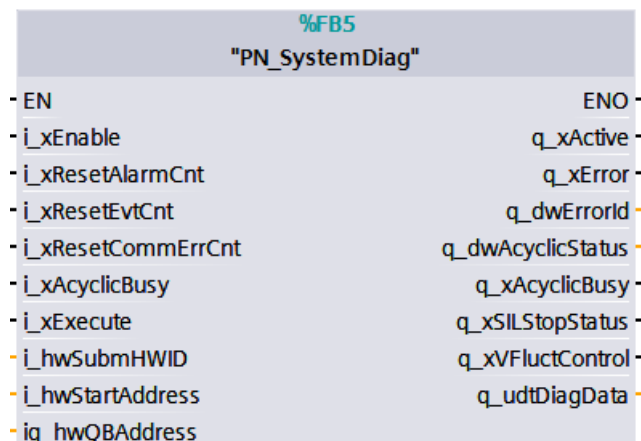 %FB5
"PN_SystemDiag"
EN ENO
i_xEnable q_xActive
i_xResetAlarmCnt q_xError
i_xResetEvtCnt q_dwErrorId
i_xResetCommErrCnt q_dwAcyclicStatus
i_xAcyclicBusy q_xAcyclicBusy
i_xExecute q_xSILStopStatus
i_hwSubmHWID q_xVFluctControl
i_hwStartAddress q_udtDiagData
iq_hwQBAddress